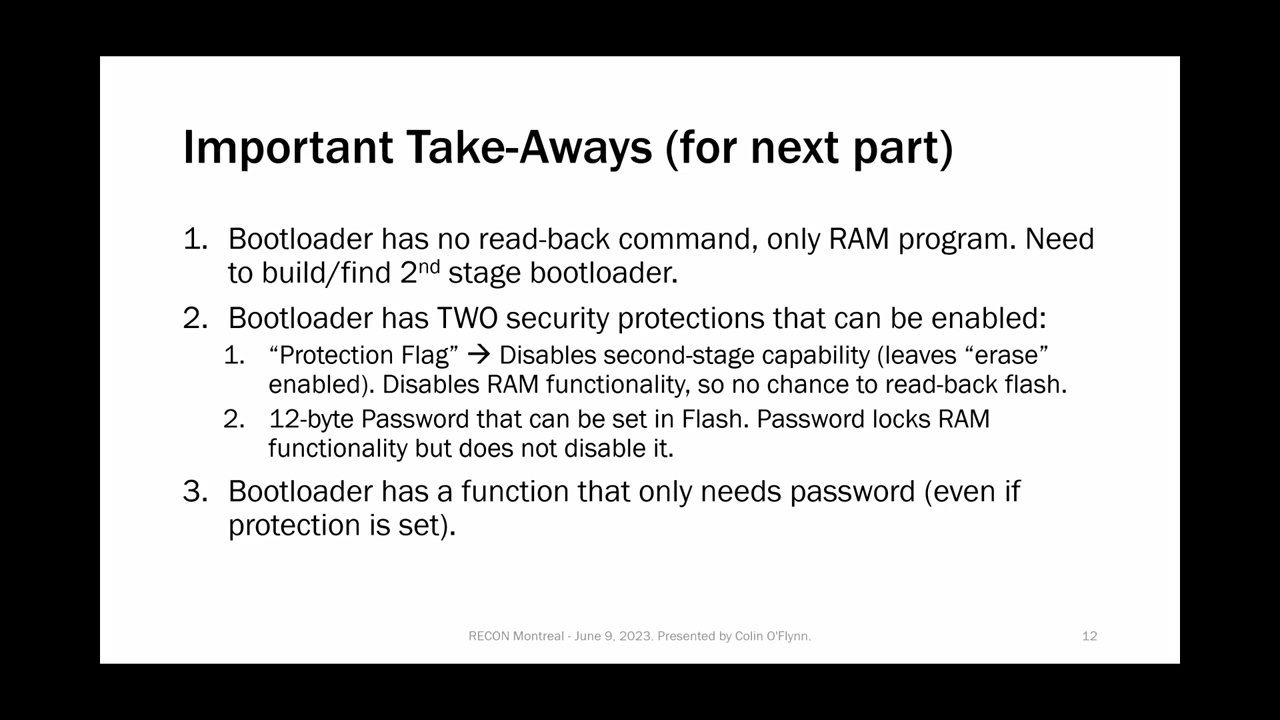 Important Take-Aways (for next part)
1. Bootloader has no read-back command, only RAM program. Need
to build/find 2nd stage bootloader.
2. Bootloader has TWO security protections that can be enabled:
1. “Protection Flag” → Disables second-stage capability (leaves “erase”
enabled). Disables RAM functionality, so no chance to read-back flash.
2. 12-byte Password that can be set in Flash. Password locks RAM
functionality but does not disable it.
3. Bootloader has a function that only needs password (even if
protection is set).
RECON Montreal - June 9, 2023. Presented by Colin O'Flynn.
12